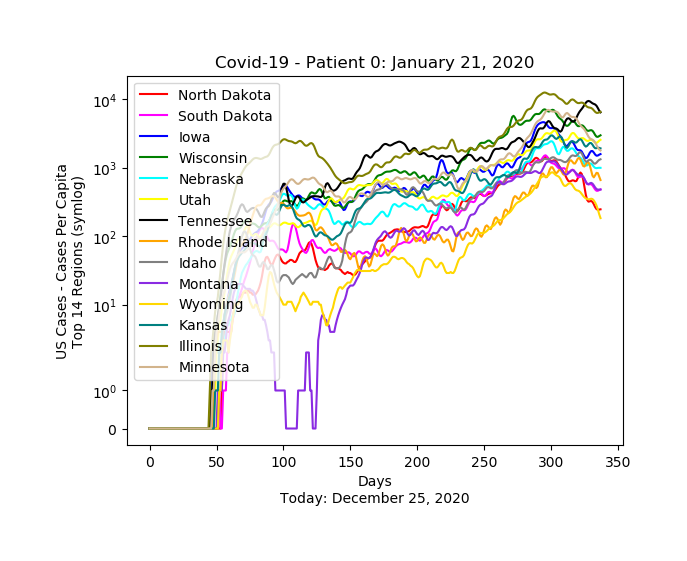 Covid-19 - Patient 0: January 21, 2020
US Cases - Cases Per Capita
Top 14 Regions (symlog)
10⁴
10³
10²
10¹
10⁰
0
North Dakota
South Dakota
Iowa
Wisconsin
Nebraska
Utah
Tennessee
Rhode Island
Idaho
Montana
Wyoming
Kansas
Illinois
Minnesota
0 50 100 150 200 250 300 350
Days
Today: December 25, 2020